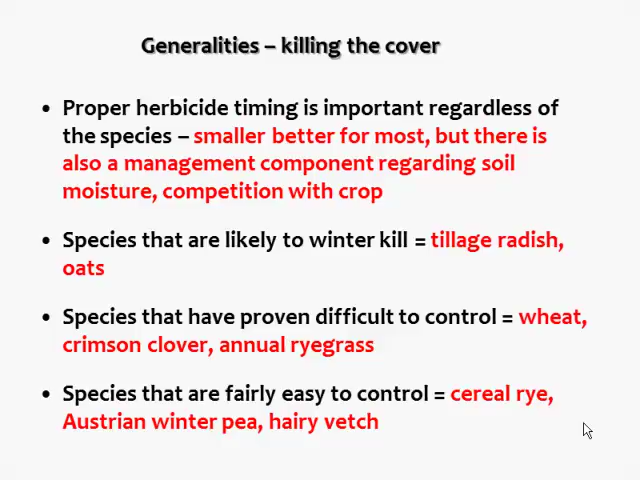 Generalities – killing the cover
• Proper herbicide timing is important regardless of
the species – smaller better for most, but there is
also a management component regarding soil
moisture, competition with crop
• Species that are likely to winter kill = tillage radish,
oats
• Species that have proven difficult to control = wheat,
crimson clover, annual ryegrass
• Species that are fairly easy to control = cereal rye,
Austrian winter pea, hairy vetch